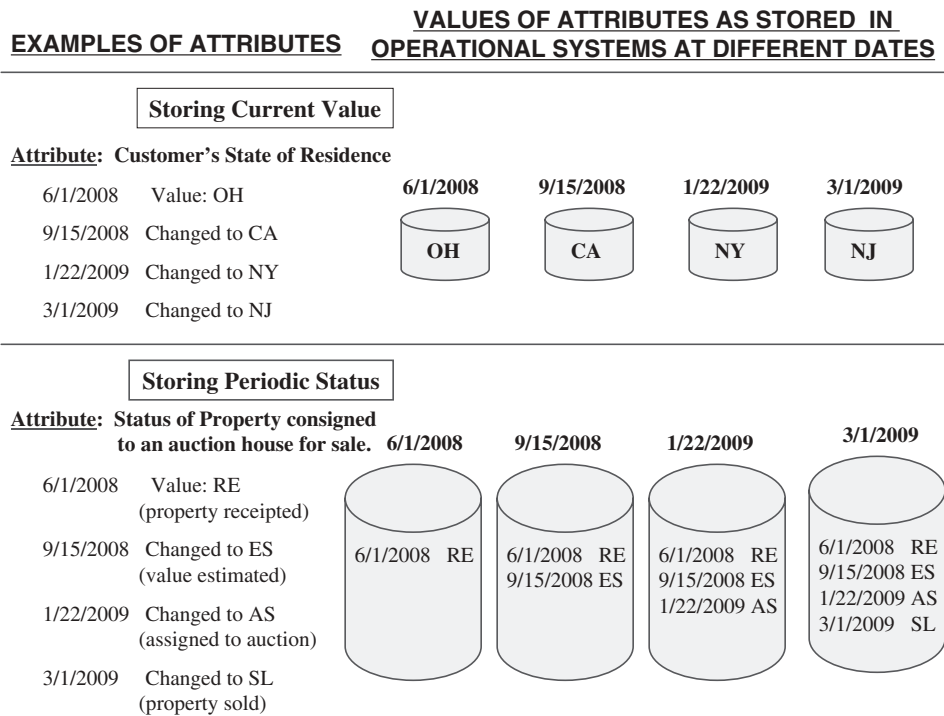 EXAMPLES OF ATTRIBUTES
VALUES OF ATTRIBUTES AS STORED IN
OPERATIONAL SYSTEMS AT DIFFERENT DATES
Storing Current Value
Attribute: Customer's State of Residence
6/1/2008 Value: OH
9/15/2008 Changed to CA
1/22/2009 Changed to NY
3/1/2009 Changed to NJ
6/1/2008 9/15/2008 1/22/2009 3/1/2009
OH CA NY NJ
Storing Periodic Status
Attribute: Status of Property consigned
to an auction house for sale.
6/1/2008 Value: RE
(property receipted)
9/15/2008 Changed to ES
(value estimated)
1/22/2009 Changed to AS
(assigned to auction)
3/1/2009 Changed to SL
(property sold)
6/1/2008
6/1/2008 RE
9/15/2008
6/1/2008 RE
9/15/2008 ES
1/22/2009
6/1/2008 RE
9/15/2008 ES
1/22/2009 AS
3/1/2009
6/1/2008 RE
9/15/2008 ES
1/22/2009 AS
3/1/2009 SL